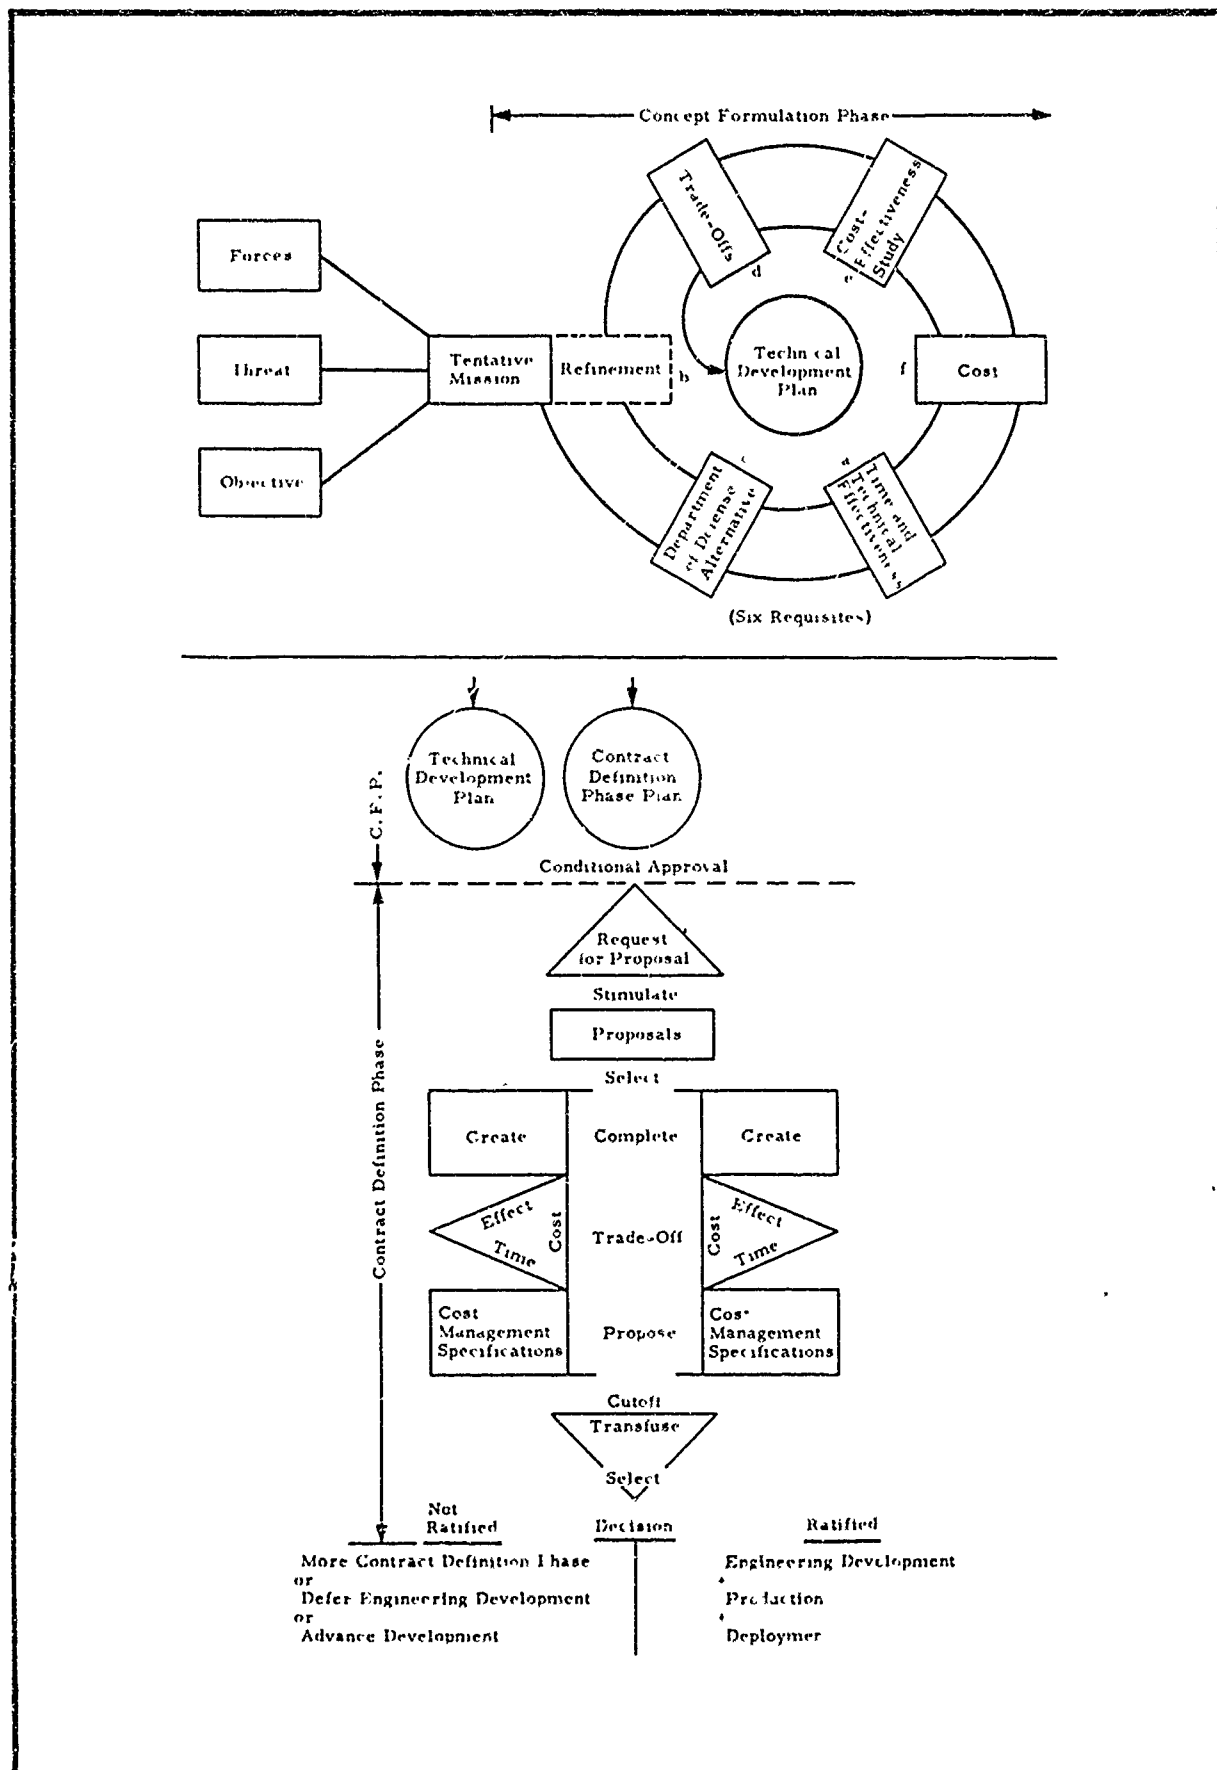 Concept Formulation Phase
Trade-Offs
Cost-
Effectiveness
Study
d
e
Forces
Threat
Objective
Tentative
Mission
Refinement
b
Technical
Development
Plan
f
Cost
c
Department
of Defense
Alternative
a
Time and
Technical
Effectiveness
(Six Requisites)
Technical
Development
Plan
Contract
Definition
Phase Plan
C.F.P.
Conditional Approval
Request
for Proposal
Stimulate
Proposals
Select
Contract Definition Phase
Create
Complete
Create
Effect
Time
Cost
Trade-Off
Cost
Effect
Time
Cost
Management
Specifications
Propose
Cost
Management
Specifications
Cutoff
Transfuse
Select
Not
Ratified
Decision
Ratified
More Contract Definition Phase
or
Defer Engineering Development
or
Advance Development
Engineering Development
+
Production
+